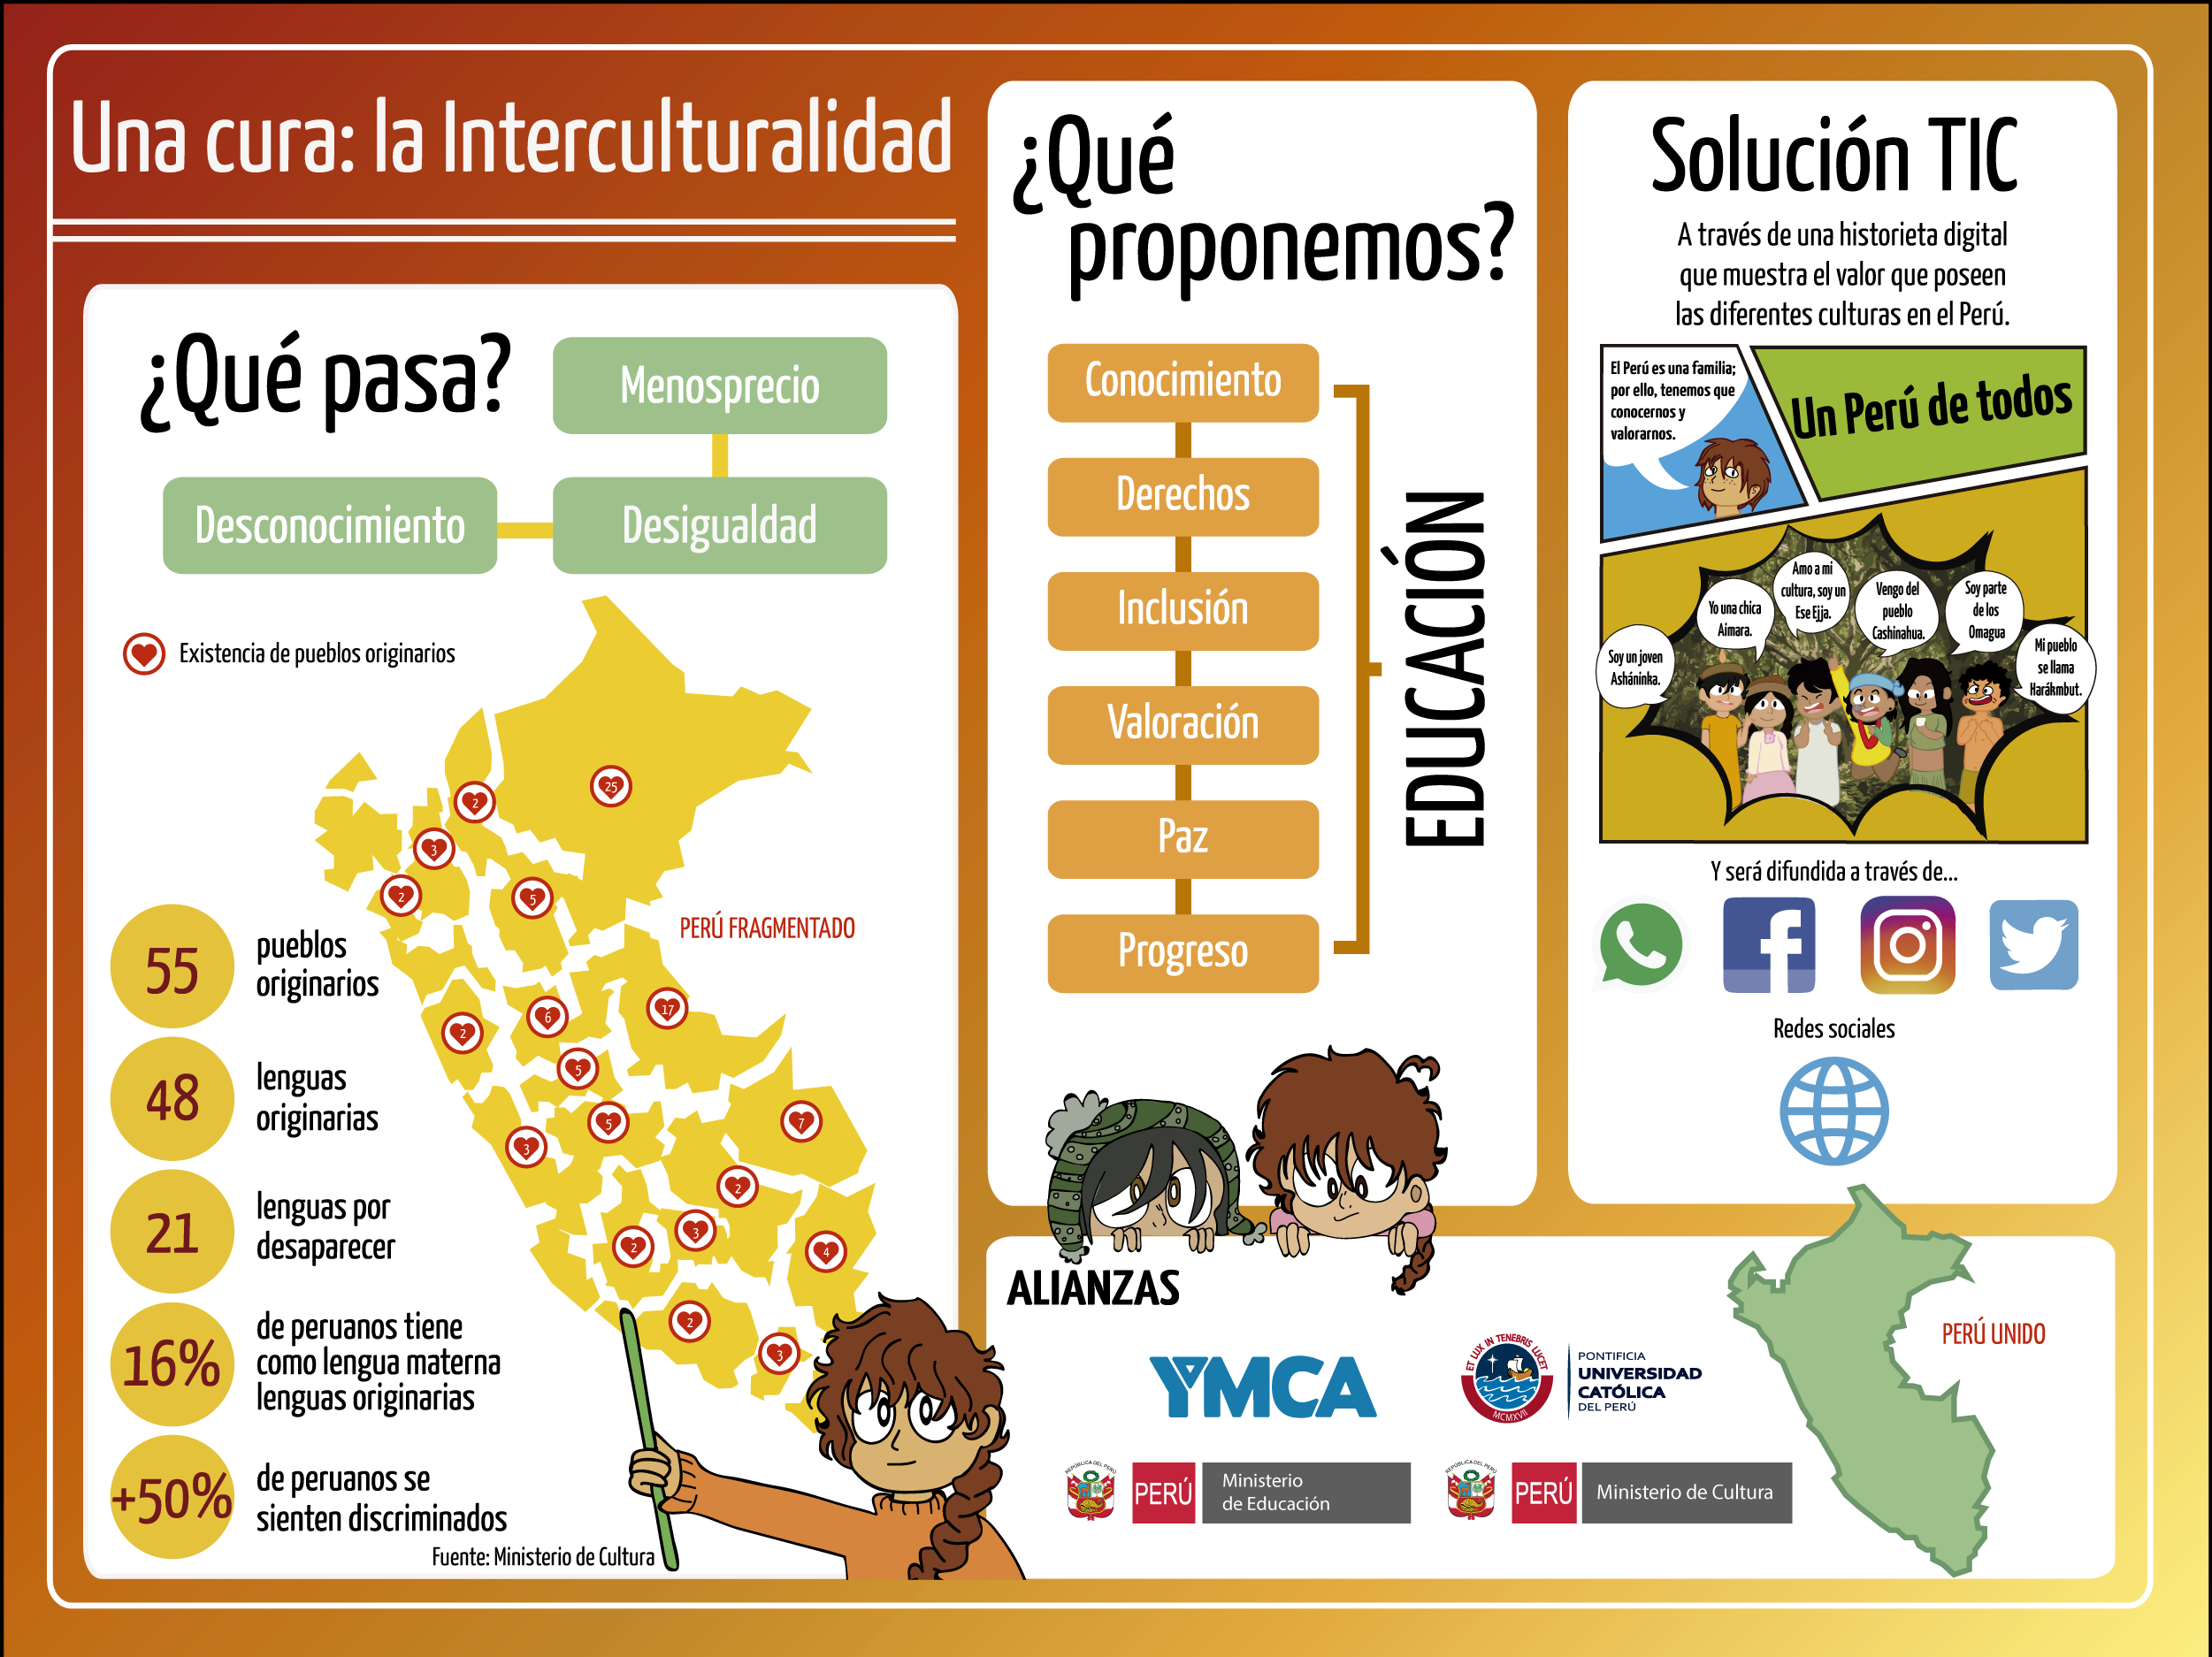 Una cura: la Interculturalidad
¿Qué pasa?
Menosprecio
Desconocimiento
Desigualdad
Existencia de pueblos originarios
25
2
3
2
5
PERÚ FRAGMENTADO
17
6
2
5
5
7
3
2
3
2
4
2
3
55
pueblos
originarios
48
lenguas
originarias
21
lenguas por
desaparecer
16%
de peruanos tiene
como lengua materna
lenguas originarias
+50%
de peruanos se
sienten discriminados
Fuente: Ministerio de Cultura
¿Qué
proponemos?
Conocimiento
Derechos
Inclusión
Valoración
Paz
Progreso
EDUCACIÓN
Solución TIC
A través de una historieta digital
que muestra el valor que poseen
las diferentes culturas en el Perú.
El Perú es una familia;
por ello, tenemos que
conocernos y
valorarnos.
Un Perú de todos
Soy un joven
Asháninka.
Yo una chica
Aimara.
Amo a mi
cultura, soy un
Ese Ejja.
Vengo del
pueblo
Cashinahua.
Soy parte
de los
Omagua
Mi pueblo
se llama
Harákmbut.
Y será difundida a través de...
Redes sociales
ALIANZAS
YMCA
ET LUX IN TENEBRIS LUCET
MCMXVII
PONTIFICIA
UNIVERSIDAD
CATÓLICA
DEL PERÚ
REPÚBLICA DEL PERÚ
PERÚ
Ministerio
de Educación
REPÚBLICA DEL PERÚ
PERÚ
Ministerio de Cultura
PERÚ UNIDO